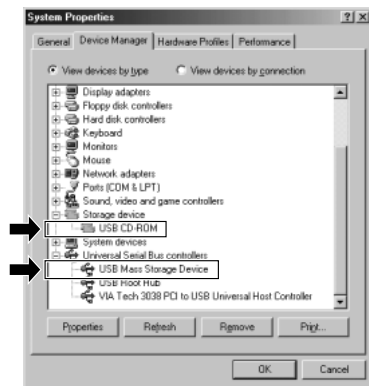 System Properties
General Device Manager Hardware Profiles Performance
View devices by type View devices by connection
Display adapters
Floppy disk controllers
Hard disk controllers
Keyboard
Monitors
Mouse
Network adapters
Ports (COM & LPT)
Sound, video and game controllers
Storage device
USB CD-ROM
System devices
Universal Serial Bus controllers
USB Mass Storage Device
USB Root Hub
VIA Tech 3038 PCI to USB Universal Host Controller
Properties Refresh Remove Print...
OK Cancel